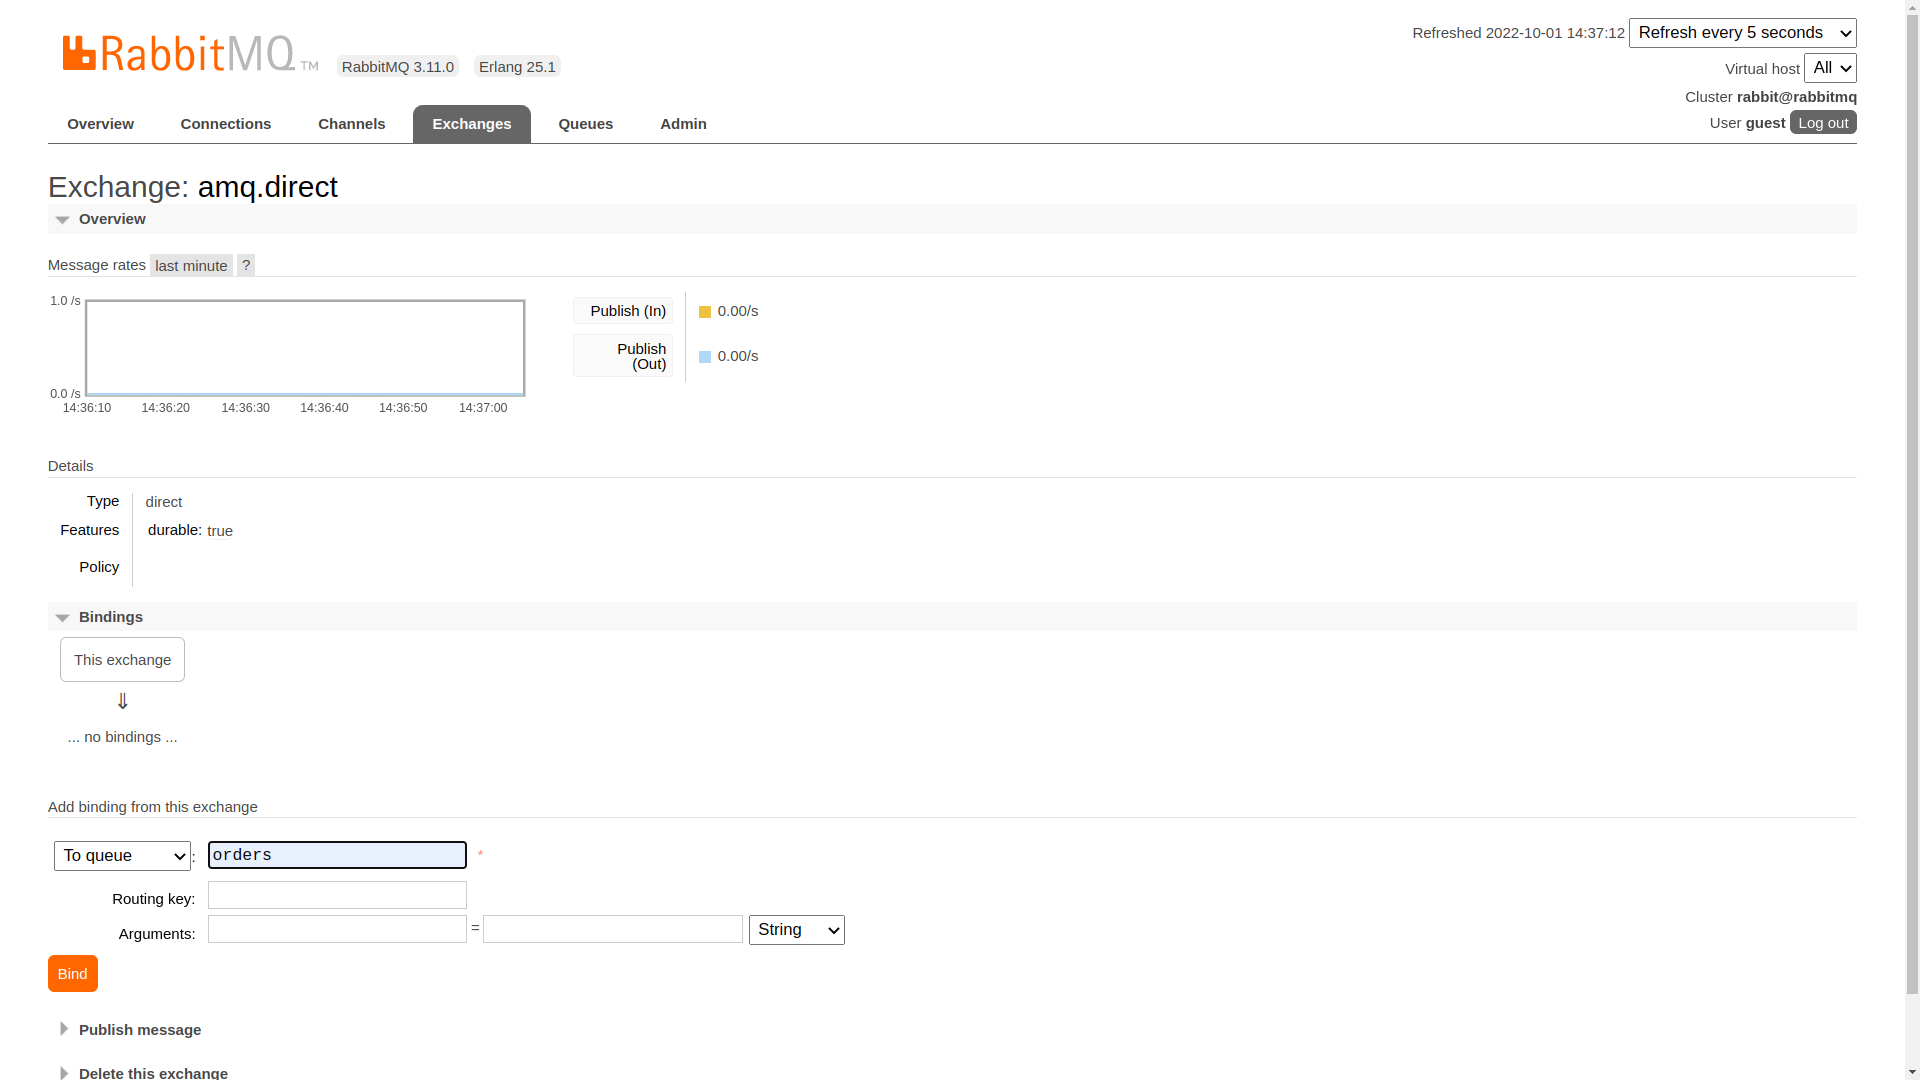 RabbitMQ TM RabbitMQ 3.11.0 Erlang 25.1
Refreshed 2022-10-01 14:37:12 Refresh every 5 seconds
Virtual host All
Cluster rabbit@rabbitmq
User guest Log out
Overview Connections Channels Exchanges Queues Admin
Exchange: amq.direct
Overview
Message rates last minute ?
1.0 /s
0.0 /s
14:36:10 14:36:20 14:36:30 14:36:40 14:36:50 14:37:00
Publish (In) 0.00/s
Publish (Out) 0.00/s
Details
Type direct
Features durable: true
Policy
Bindings
This exchange
⇓
... no bindings ...
Add binding from this exchange
To queue : orders *
Routing key:
Arguments: = String
Bind
Publish message
Delete this exchange